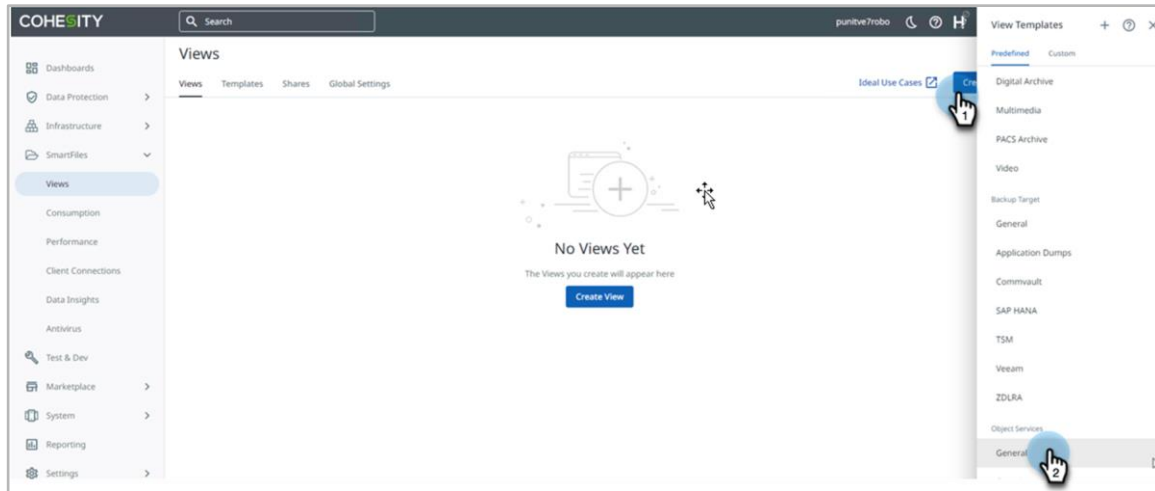 COHESITY
Search
punitve7robo
H
Dashboards
Data Protection
Infrastructure
SmartFiles
Views
Consumption
Performance
Client Connections
Data Insights
Antivirus
Test & Dev
Marketplace
System
Reporting
Settings
Views
Views Templates Shares Global Settings
Ideal Use Cases
Cre
1
No Views Yet
The Views you create will appear here
Create View
View Templates
Predefined Custom
Digital Archive
Multimedia
PACS Archive
Video
Backup Target
General
Application Dumps
Commvault
SAP HANA
TSM
Veeam
ZDLRA
Object Services
General
2